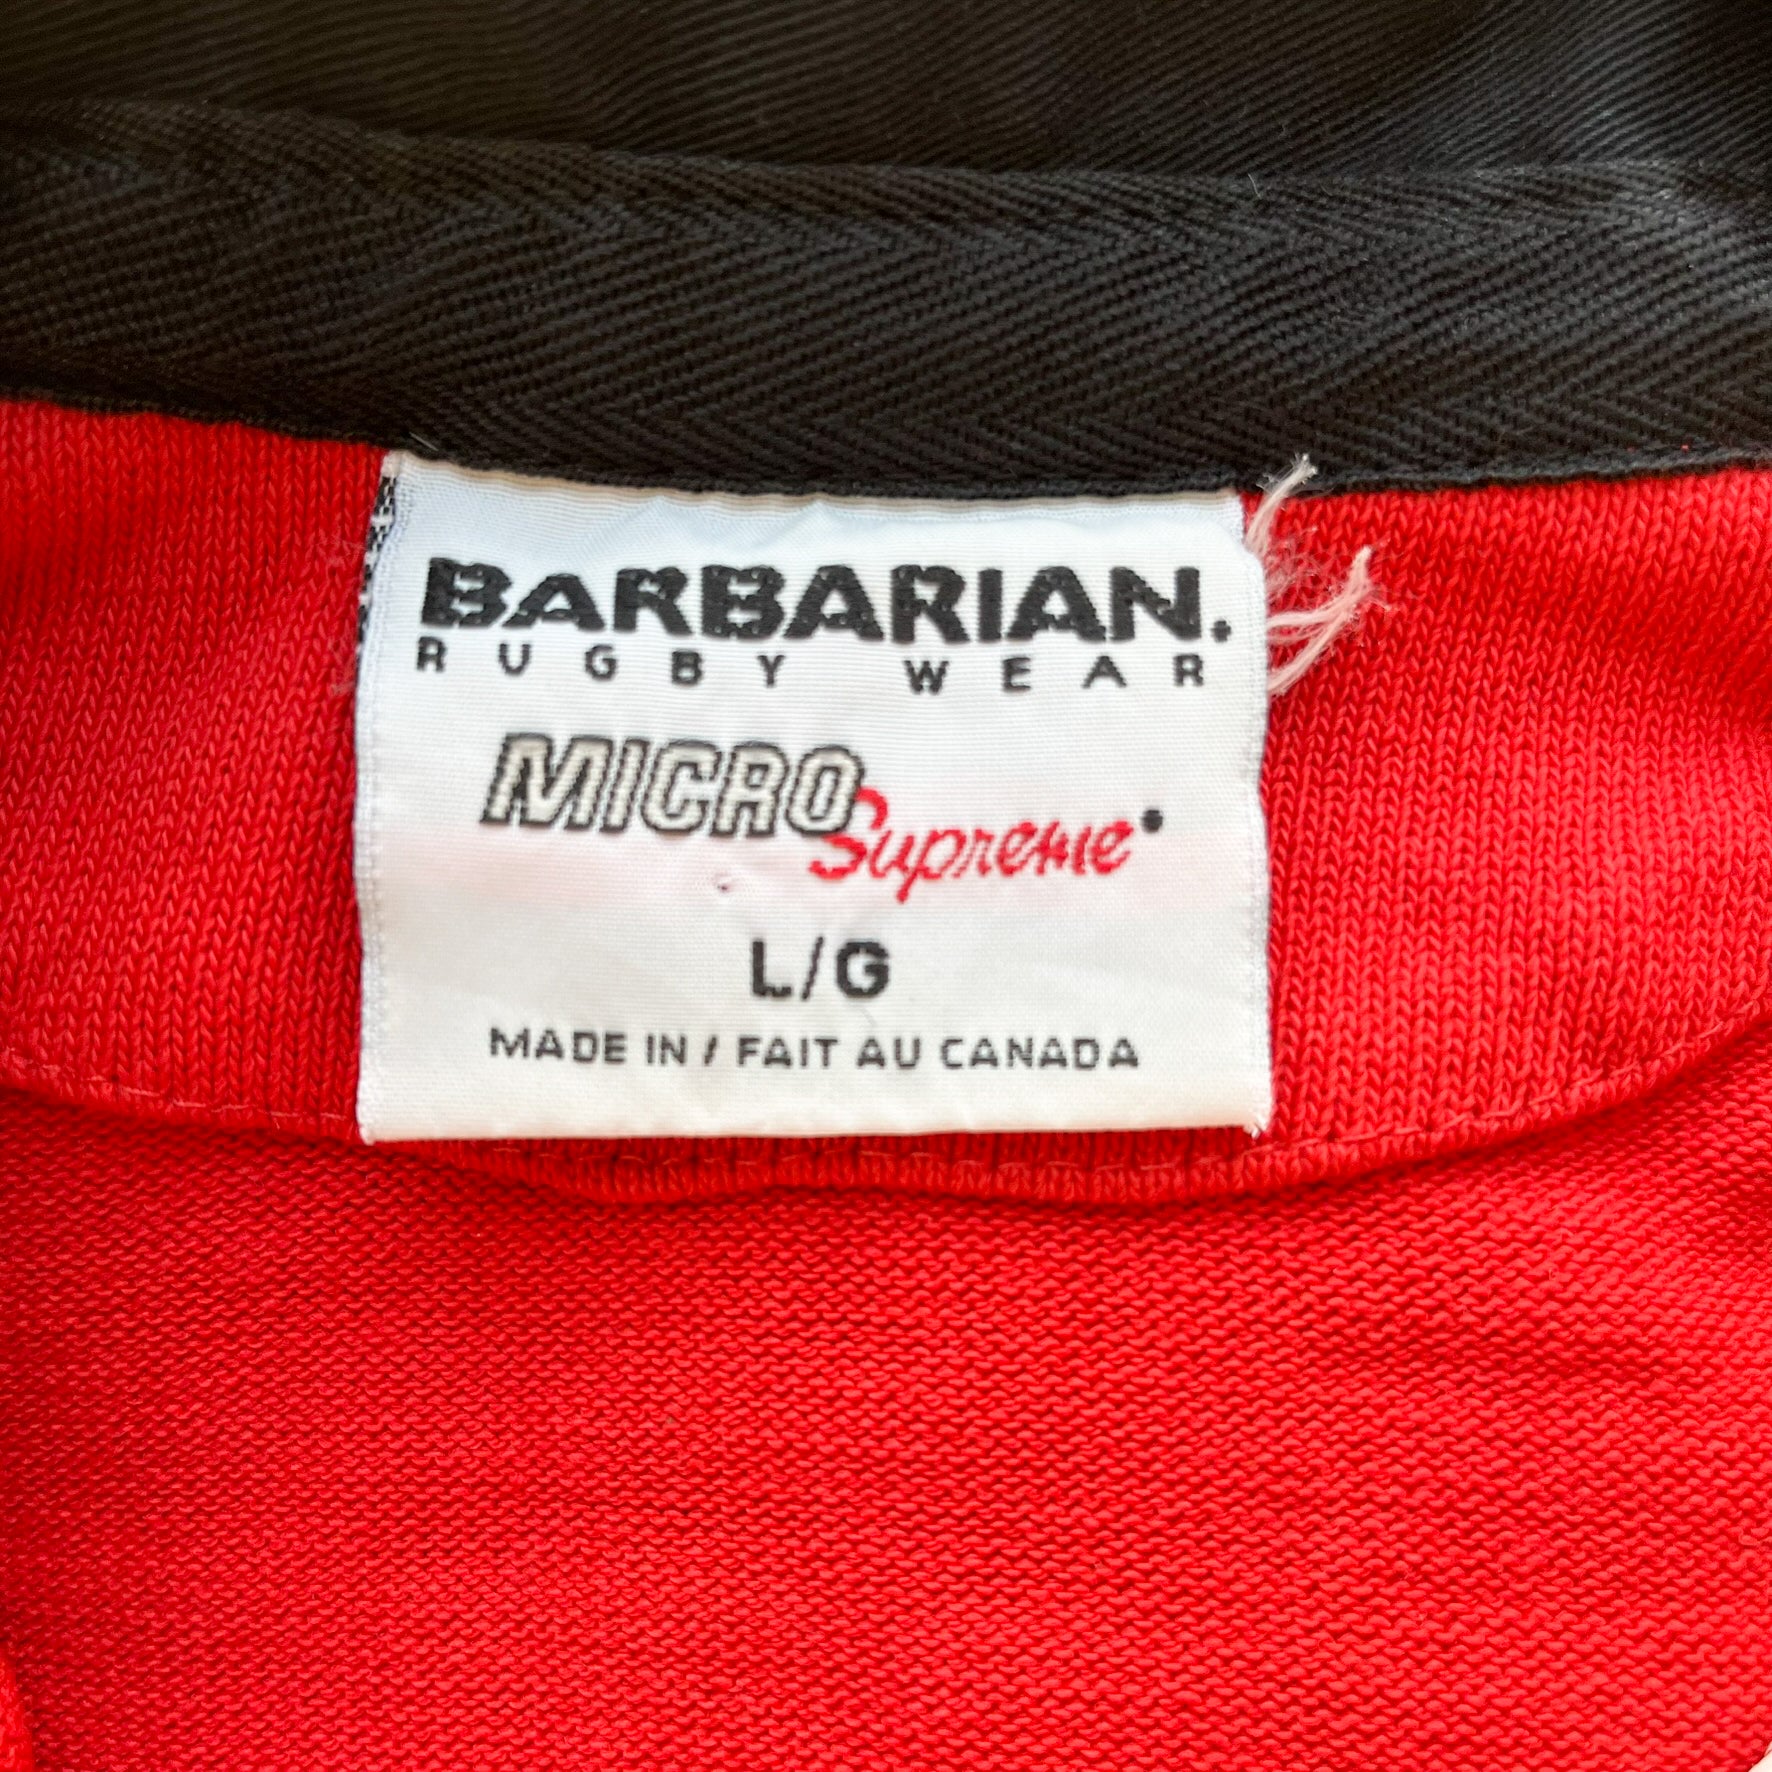 BARBARIAN.
RUGBY WEAR
MICRO
Supreme
L/G
MADE IN / FAIT AU CANADA